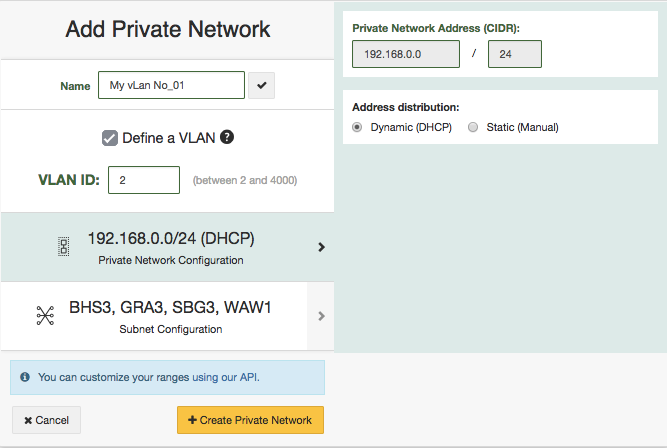 Add Private Network
Name My vLan No_01
Define a VLAN ?
VLAN ID: 2 (between 2 and 4000)
192.168.0.0/24 (DHCP)
Private Network Configuration
BHS3, GRA3, SBG3, WAW1
Subnet Configuration
You can customize your ranges using our API.
Cancel
Create Private Network
Private Network Address (CIDR):
192.168.0.0 / 24
Address distribution:
Dynamic (DHCP) Static (Manual)